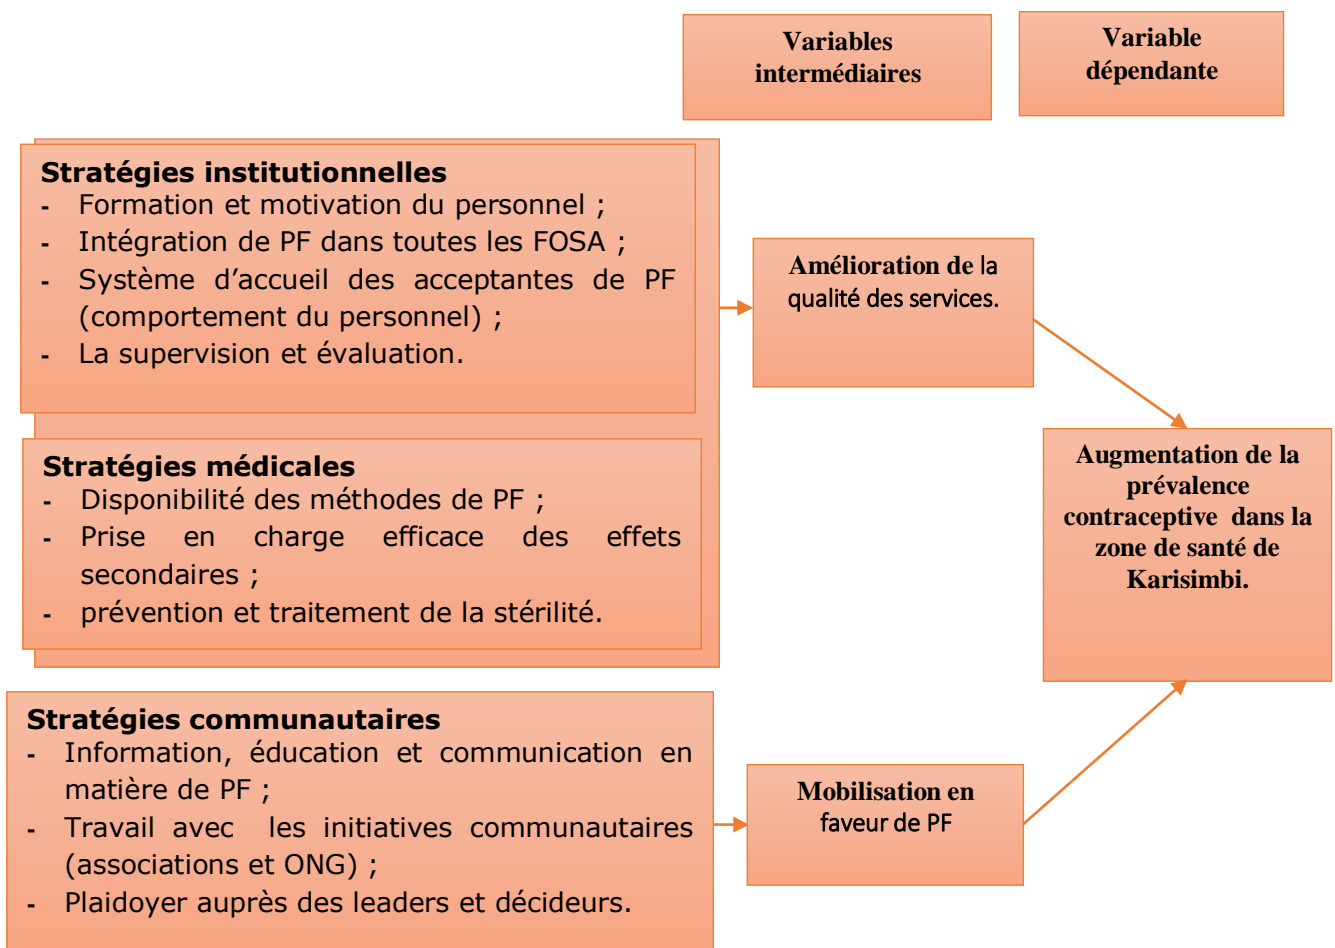 Variables
intermédiaires
Variable
dépendante
Stratégies institutionnelles
- Formation et motivation du personnel ;
- Intégration de PF dans toutes les FOSA ;
- Système d’accueil des acceptantes de PF
(comportement du personnel) ;
- La supervision et évaluation.
Amélioration de la
qualité des services.
Stratégies médicales
- Disponibilité des méthodes de PF ;
- Prise en charge efficace des effets
secondaires ;
- prévention et traitement de la stérilité.
Augmentation de la
prévalence
contraceptive dans la
zone de santé de
Karisimbi.
Stratégies communautaires
- Information, éducation et communication en
matière de PF ;
- Travail avec les initiatives communautaires
(associations et ONG) ;
- Plaidoyer auprès des leaders et décideurs.
Mobilisation en
faveur de PF